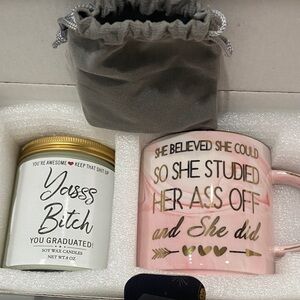 YOU'RE AWESOME ❤ KEEP THAT SHIT UP
Yasss
Bitch
YOU GRADUATED!
SOY WAX CANDLES
NET WT. 8 OZ
SHE BELIEVED SHE COULD
SO SHE STUDIED
HER ASS OFF
and She did